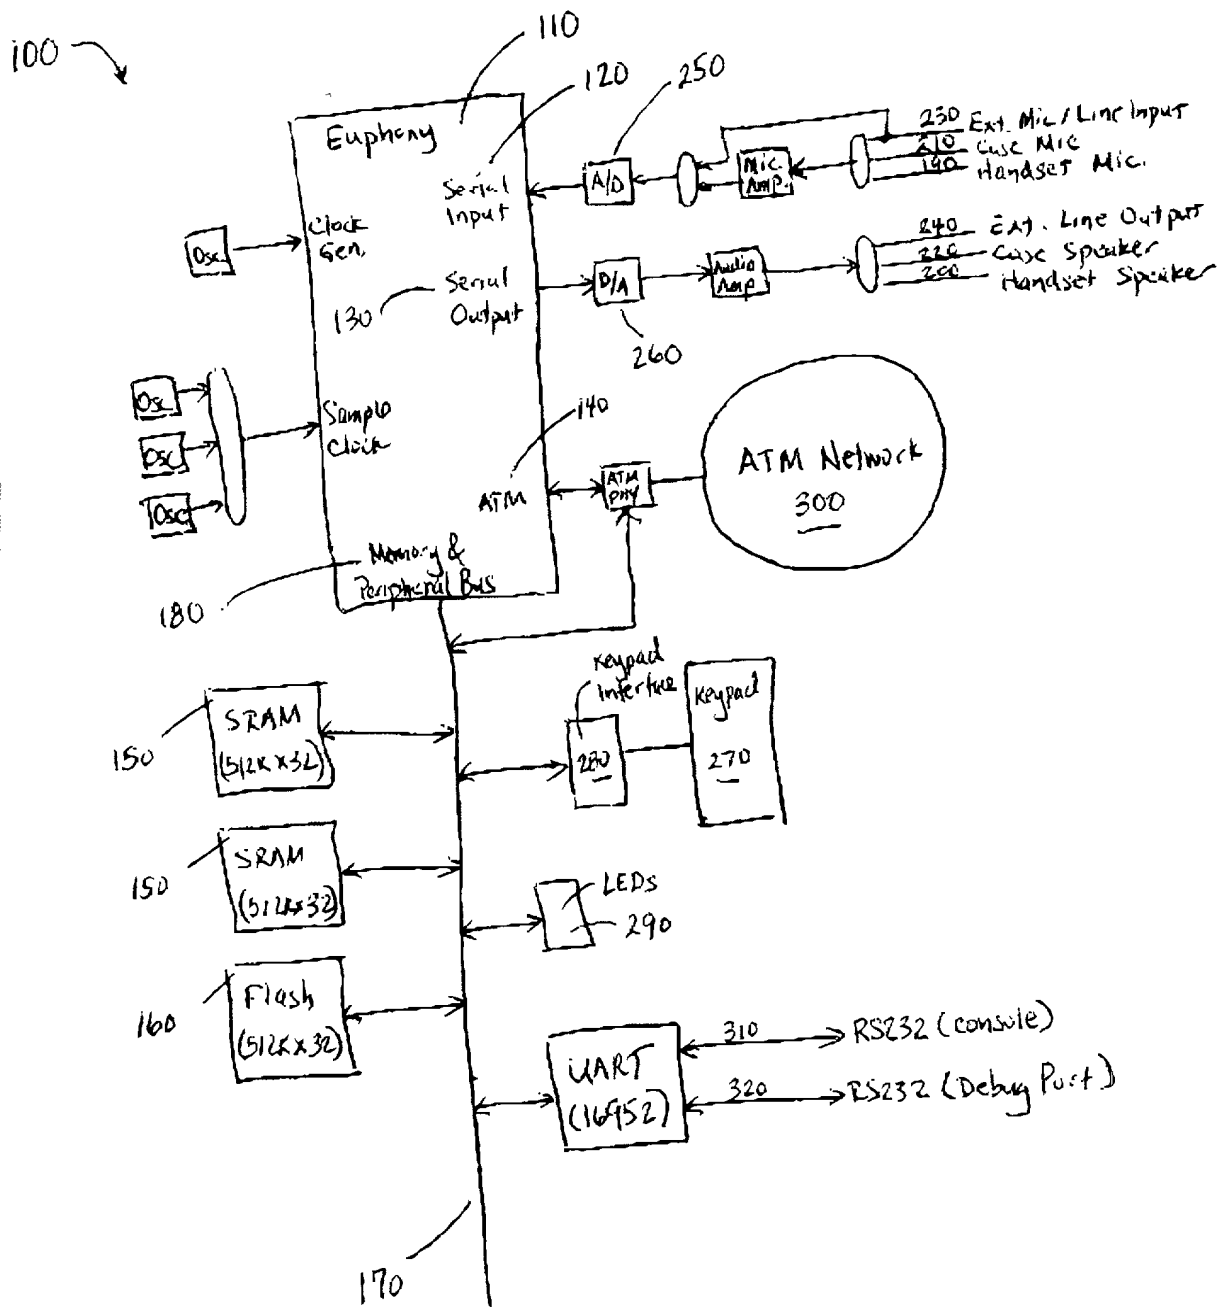 100
110
120
250
Euphony
Serial
Input
A/D
Mic.
Amp.
230 Ext. Mic/Line Input
210 Case Mic
190 Handset Mic.
Osc
Clock
Gen.
130
Serial
Output
D/A
260
Audio
Amp
240 Ext. Line Output
220 Case Speaker
200 Handset Speaker
Osc
Osc
Osc
Sample
Clock
140
ATM
ATM
PHY
ATM Network
300
180
Memory &
Peripheral Bus
150
SRAM
(512K x 32)
Keypad
Interface
280
Keypad
270
150
SRAM
(512K x 32)
LEDs
290
160
Flash
(512K x 32)
UART
(16952)
310 RS232 (console)
320 RS232 (Debug Port)
170